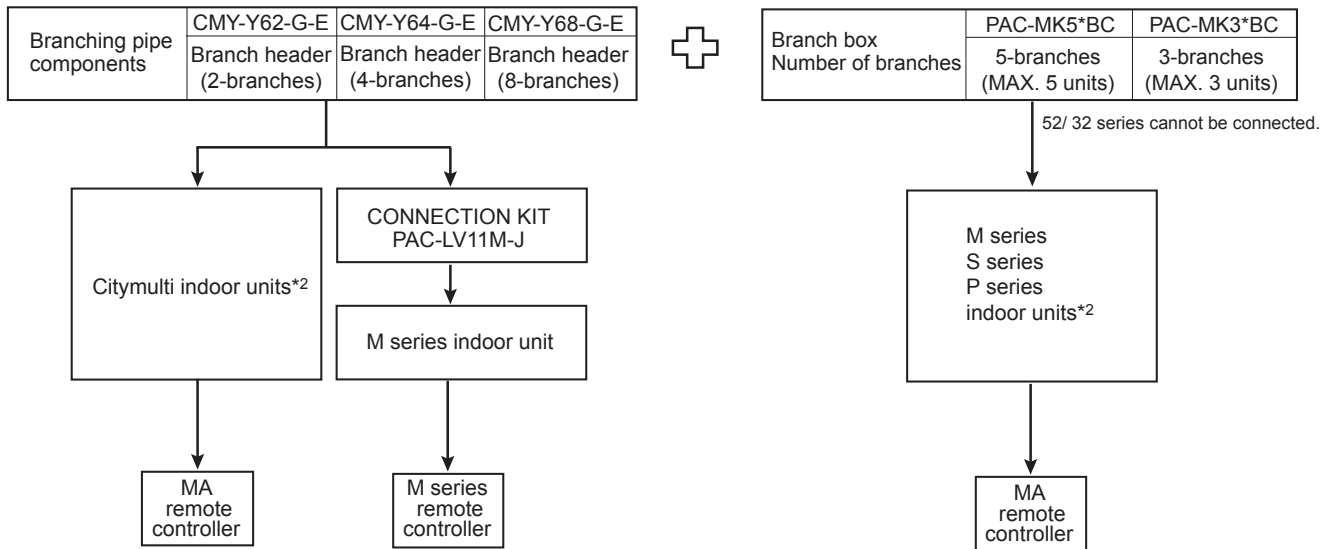 Branching pipe
components
CMY-Y62-G-E
Branch header
(2-branches)
CMY-Y64-G-E
Branch header
(4-branches)
CMY-Y68-G-E
Branch header
(8-branches)
Branch box
Number of branches
PAC-MK5*BC
5-branches
(MAX. 5 units)
PAC-MK3*BC
3-branches
(MAX. 3 units)
52/ 32 series cannot be connected.
Citymulti indoor units*2
CONNECTION KIT
PAC-LV11M-J
M series indoor unit
M series
S series
P series
indoor units*2
MA
remote
controller
M series
remote
controller
MA
remote
controller